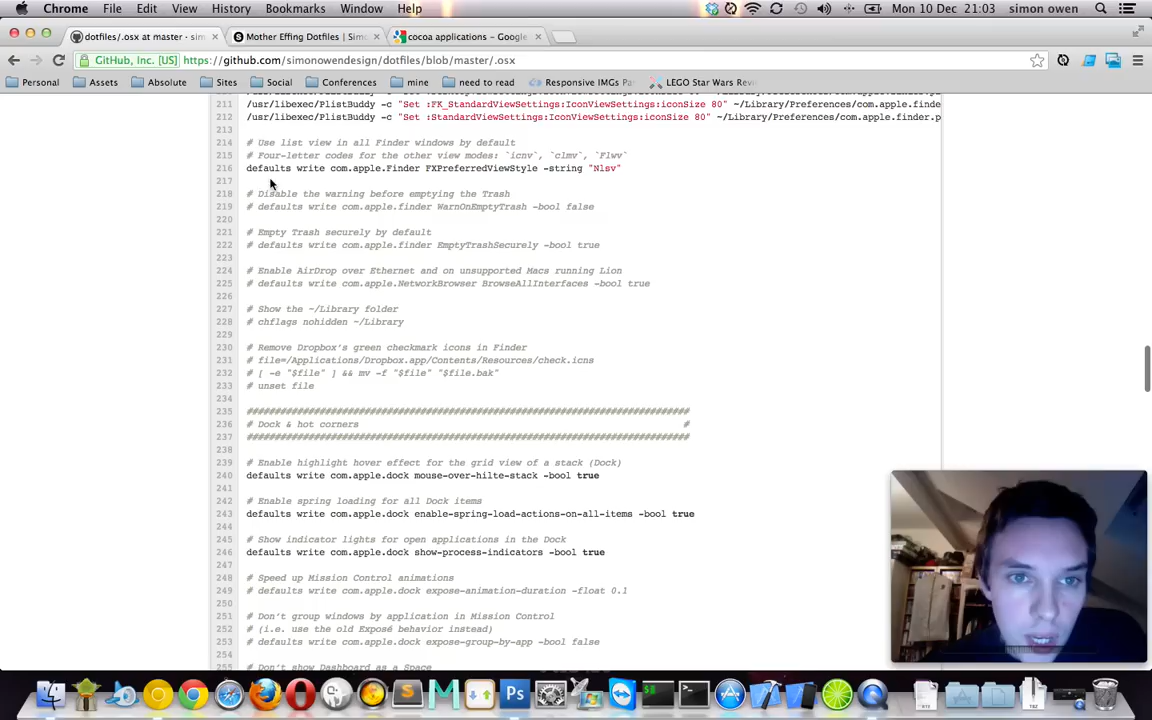 Chrome File Edit View History Bookmarks Window Help Mon 10 Dec 21:03 simon owen
dotfiles/.osx at master · sim Mother Effing Dotfiles | Sim cocoa applications - Google
GitHub, Inc. [US] https://github.com/simonowendesign/dotfiles/blob/master/.osx
Personal Assets Absolute Sites Social Conferences mine need to read Responsive IMGs Pa LEGO Star Wars Revi
211 /usr/libexec/PlistBuddy -c "Set :FK_StandardViewSettings:IconViewSettings:iconSize 80" ~/Library/Preferences/com.apple.finde
212 /usr/libexec/PlistBuddy -c "Set :StandardViewSettings:IconViewSettings:iconSize 80" ~/Library/Preferences/com.apple.finder.p
213
214 # Use list view in all Finder windows by default
215 # Four-letter codes for the other view modes: `icnv`, `clmv`, `Flwv`
216 defaults write com.apple.Finder FXPreferredViewStyle -string "Nlsv"
217
218 # Disable the warning before emptying the Trash
219 # defaults write com.apple.finder WarnOnEmptyTrash -bool false
220
221 # Empty Trash securely by default
222 # defaults write com.apple.finder EmptyTrashSecurely -bool true
223
224 # Enable AirDrop over Ethernet and on unsupported Macs running Lion
225 # defaults write com.apple.NetworkBrowser BrowseAllInterfaces -bool true
226
227 # Show the ~/Library folder
228 # chflags nohidden ~/Library
229
230 # Remove Dropbox's green checkmark icons in Finder
231 # file=/Applications/Dropbox.app/Contents/Resources/check.icns
232 # [ -e "$file" ] && mv -f "$file" "$file.bak"
233 # unset file
234
235 ###############################################################################
236 # Dock & hot corners #
237 ###############################################################################
238
239 # Enable highlight hover effect for the grid view of a stack (Dock)
240 defaults write com.apple.dock mouse-over-hilte-stack -bool true
241
242 # Enable spring loading for all Dock items
243 defaults write com.apple.dock enable-spring-load-actions-on-all-items -bool true
244
245 # Show indicator lights for open applications in the Dock
246 defaults write com.apple.dock show-process-indicators -bool true
247
248 # Speed up Mission Control animations
249 # defaults write com.apple.dock expose-animation-duration -float 0.1
250
251 # Don't group windows by application in Mission Control
252 # (i.e. use the old Exposé behavior instead)
253 # defaults write com.apple.dock expose-group-by-app -bool false
254
255 # Don't show Dashboard as a Space
Ps